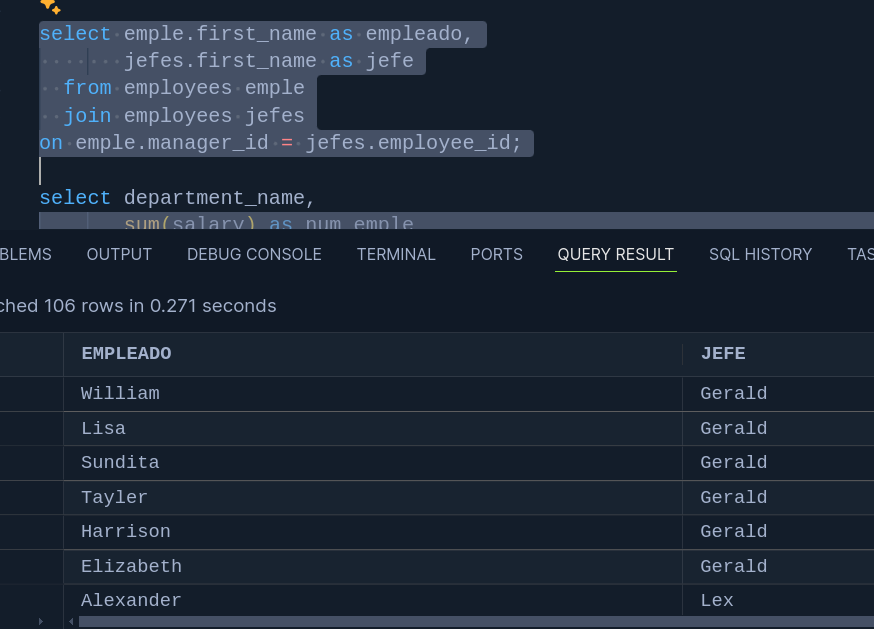 select emple.first_name as empleado,
jefes.first_name as jefe
from employees emple
join employees jefes
on emple.manager_id = jefes.employee_id;
select department_name,
sum(salary) as num_emple
BLEMS OUTPUT DEBUG CONSOLE TERMINAL PORTS QUERY RESULT SQL HISTORY TAS
ched 106 rows in 0.271 seconds
EMPLEADO JEFE
William Gerald
Lisa Gerald
Sundita Gerald
Tayler Gerald
Harrison Gerald
Elizabeth Gerald
Alexander Lex